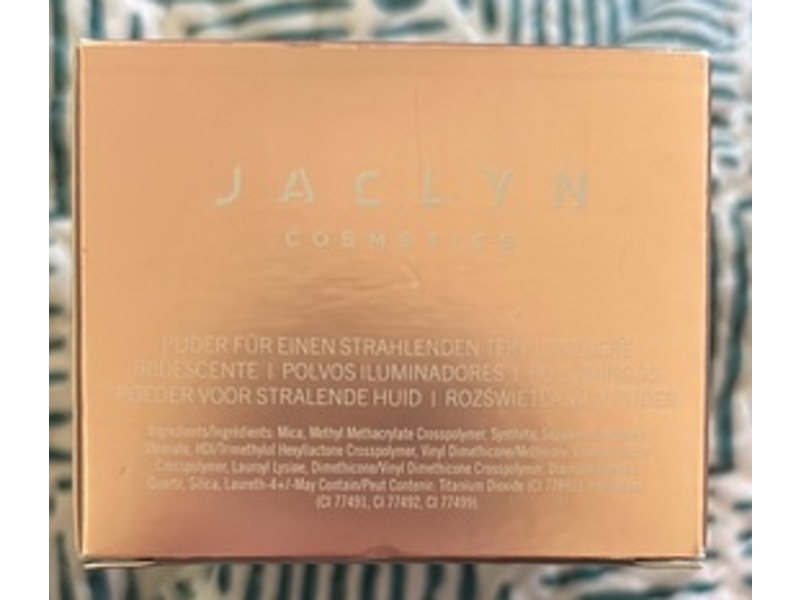 JACLYN
COSMETICS
PUDER FÜR EINEN STRAHLENDEN TEINT
IRIDESCENTE | POLVOS ILUMINADORES |
POEDER VOOR STRALENDE HUID |
Ingredients/Ingrédients: Mica, Methyl Methacrylate Crosspolymer,
Stearate, HDI/Trimethylol Hexyllactone Crosspolymer, Vinyl Dimethicone/Methicone
Crosspolymer, Lauroyl Lysine, Dimethicone/Vinyl Dimethicone Crosspolymer,
Quartz, Silica, Laureth-4+/-May Contain/Peut Contenir: Titanium Dioxide
(CI 77491, CI 77492, CI 77499).